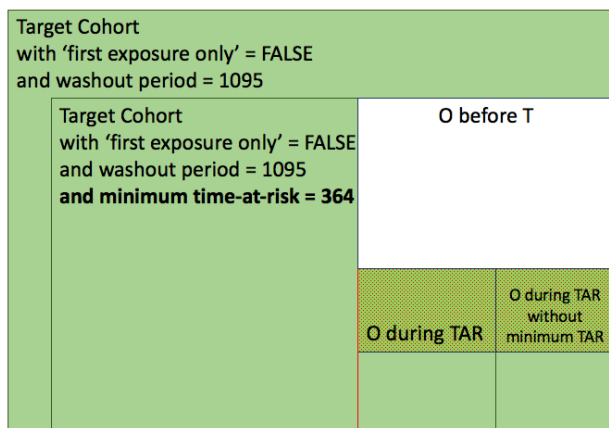 Target Cohort
with ‘first exposure only’ = FALSE
and washout period = 1095
Target Cohort
with ‘first exposure only’ = FALSE
and washout period = 1095
and minimum time-at-risk = 364
O before T
O during TAR
O during TAR
without
minimum TAR